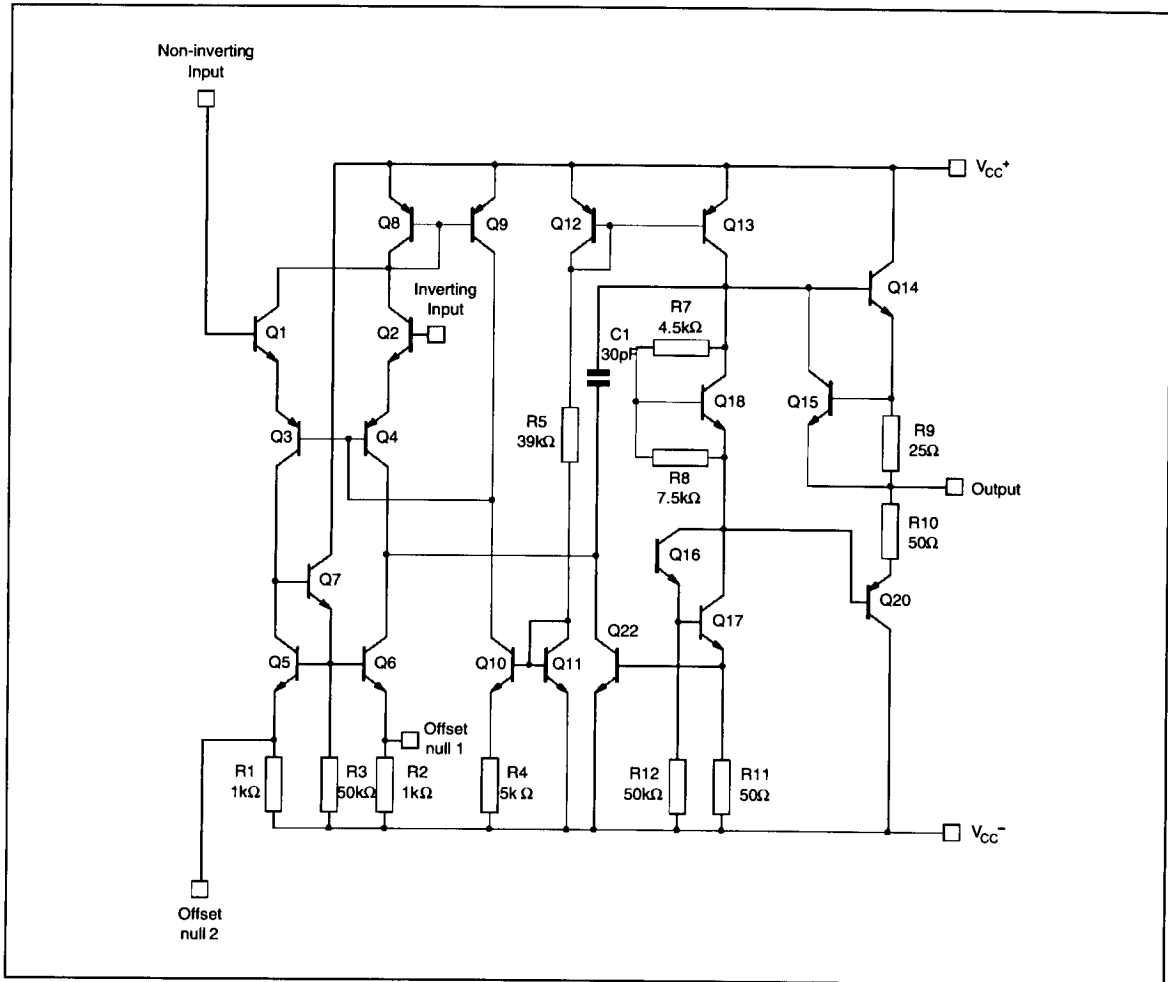 Non-inverting
Input
VCC+
Q8
Q9
Q12
Q13
Inverting
Input
Q14
Q1
Q2
R7
4.5kΩ
C1
30pF
Q18
Q15
Q3
Q4
R5
39kΩ
R9
25Ω
R8
7.5kΩ
Output
R10
50Ω
Q16
Q7
Q20
Q17
Q22
Q5
Q6
Q10
Q11
Offset
null 1
R1
1kΩ
R3
50kΩ
R2
1kΩ
R4
5k Ω
R12
50kΩ
R11
50Ω
VCC-
Offset
null 2